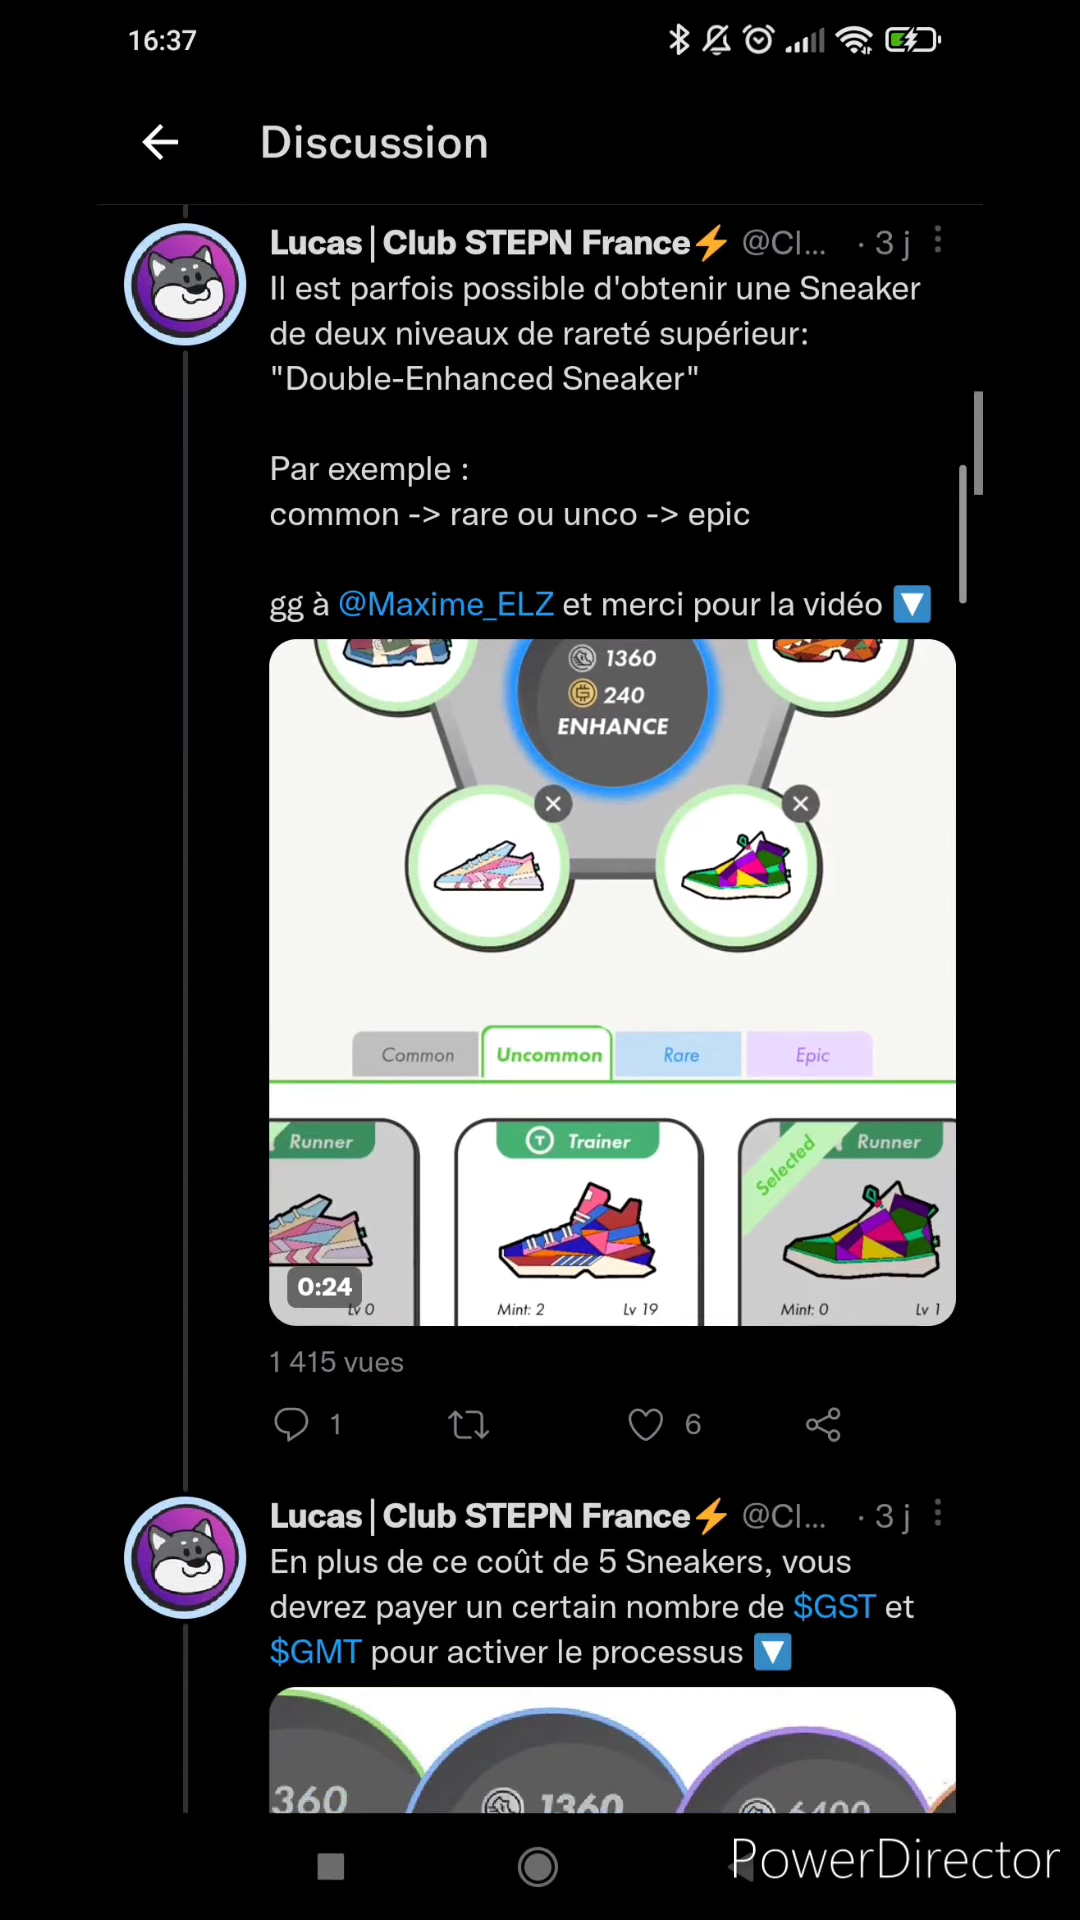 16:37
Discussion
Lucas | Club STEPN France⚡ @Cl... · 3 j
Il est parfois possible d'obtenir une Sneaker
de deux niveaux de rareté supérieur:
"Double-Enhanced Sneaker"
Par exemple :
common -> rare ou unco -> epic
gg à @Maxime_ELZ et merci pour la vidéo 🔽
1360
240
ENHANCE
Common Uncommon Rare Epic
Runner
T Trainer
Selected
Runner
0:24
Lv 0
Mint: 2 Lv 19
Mint: 0 Lv 1
1 415 vues
1 6
Lucas | Club STEPN France⚡ @Cl... · 3 j
En plus de ce coût de 5 Sneakers, vous
devrez payer un certain nombre de $GST et
$GMT pour activer le processus 🔽
360
1360
6400
PowerDirector